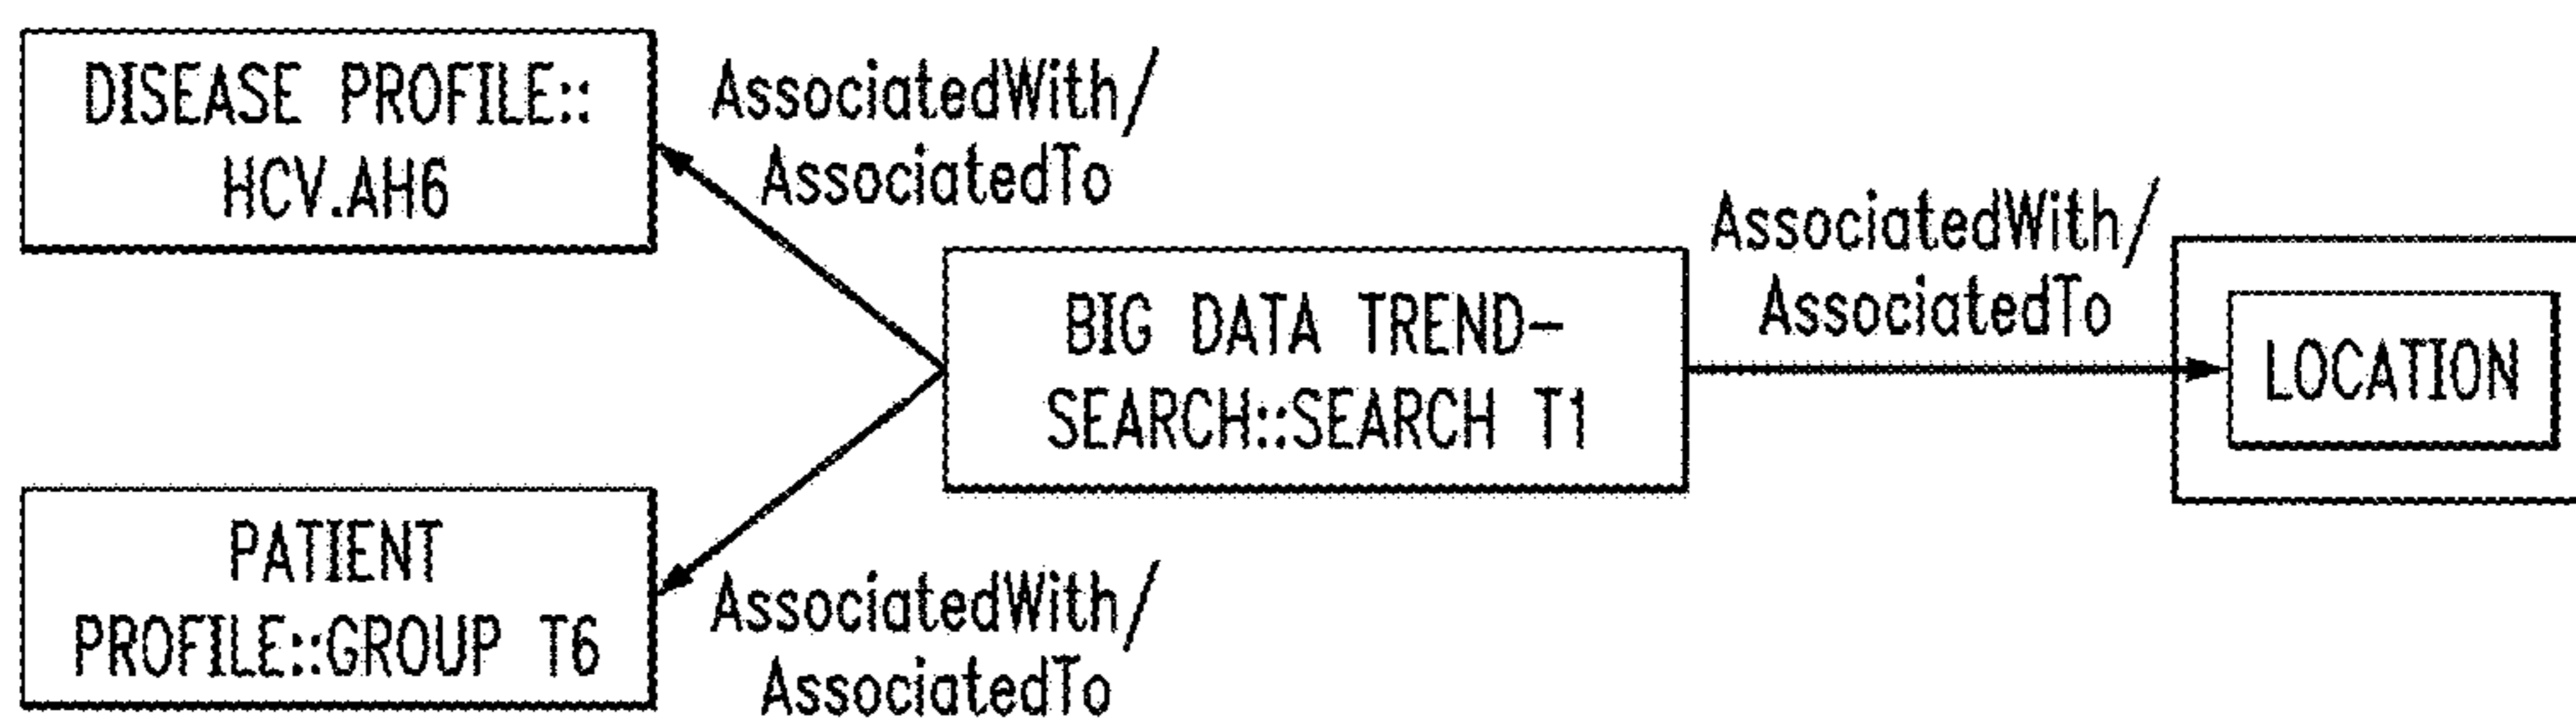 DISEASE PROFILE::
HCV.AH6
AssociatedWith/
AssociatedTo
BIG DATA TREND-
SEARCH::SEARCH T1
AssociatedWith/
AssociatedTo
LOCATION
PATIENT
PROFILE::GROUP T6
AssociatedWith/
AssociatedTo